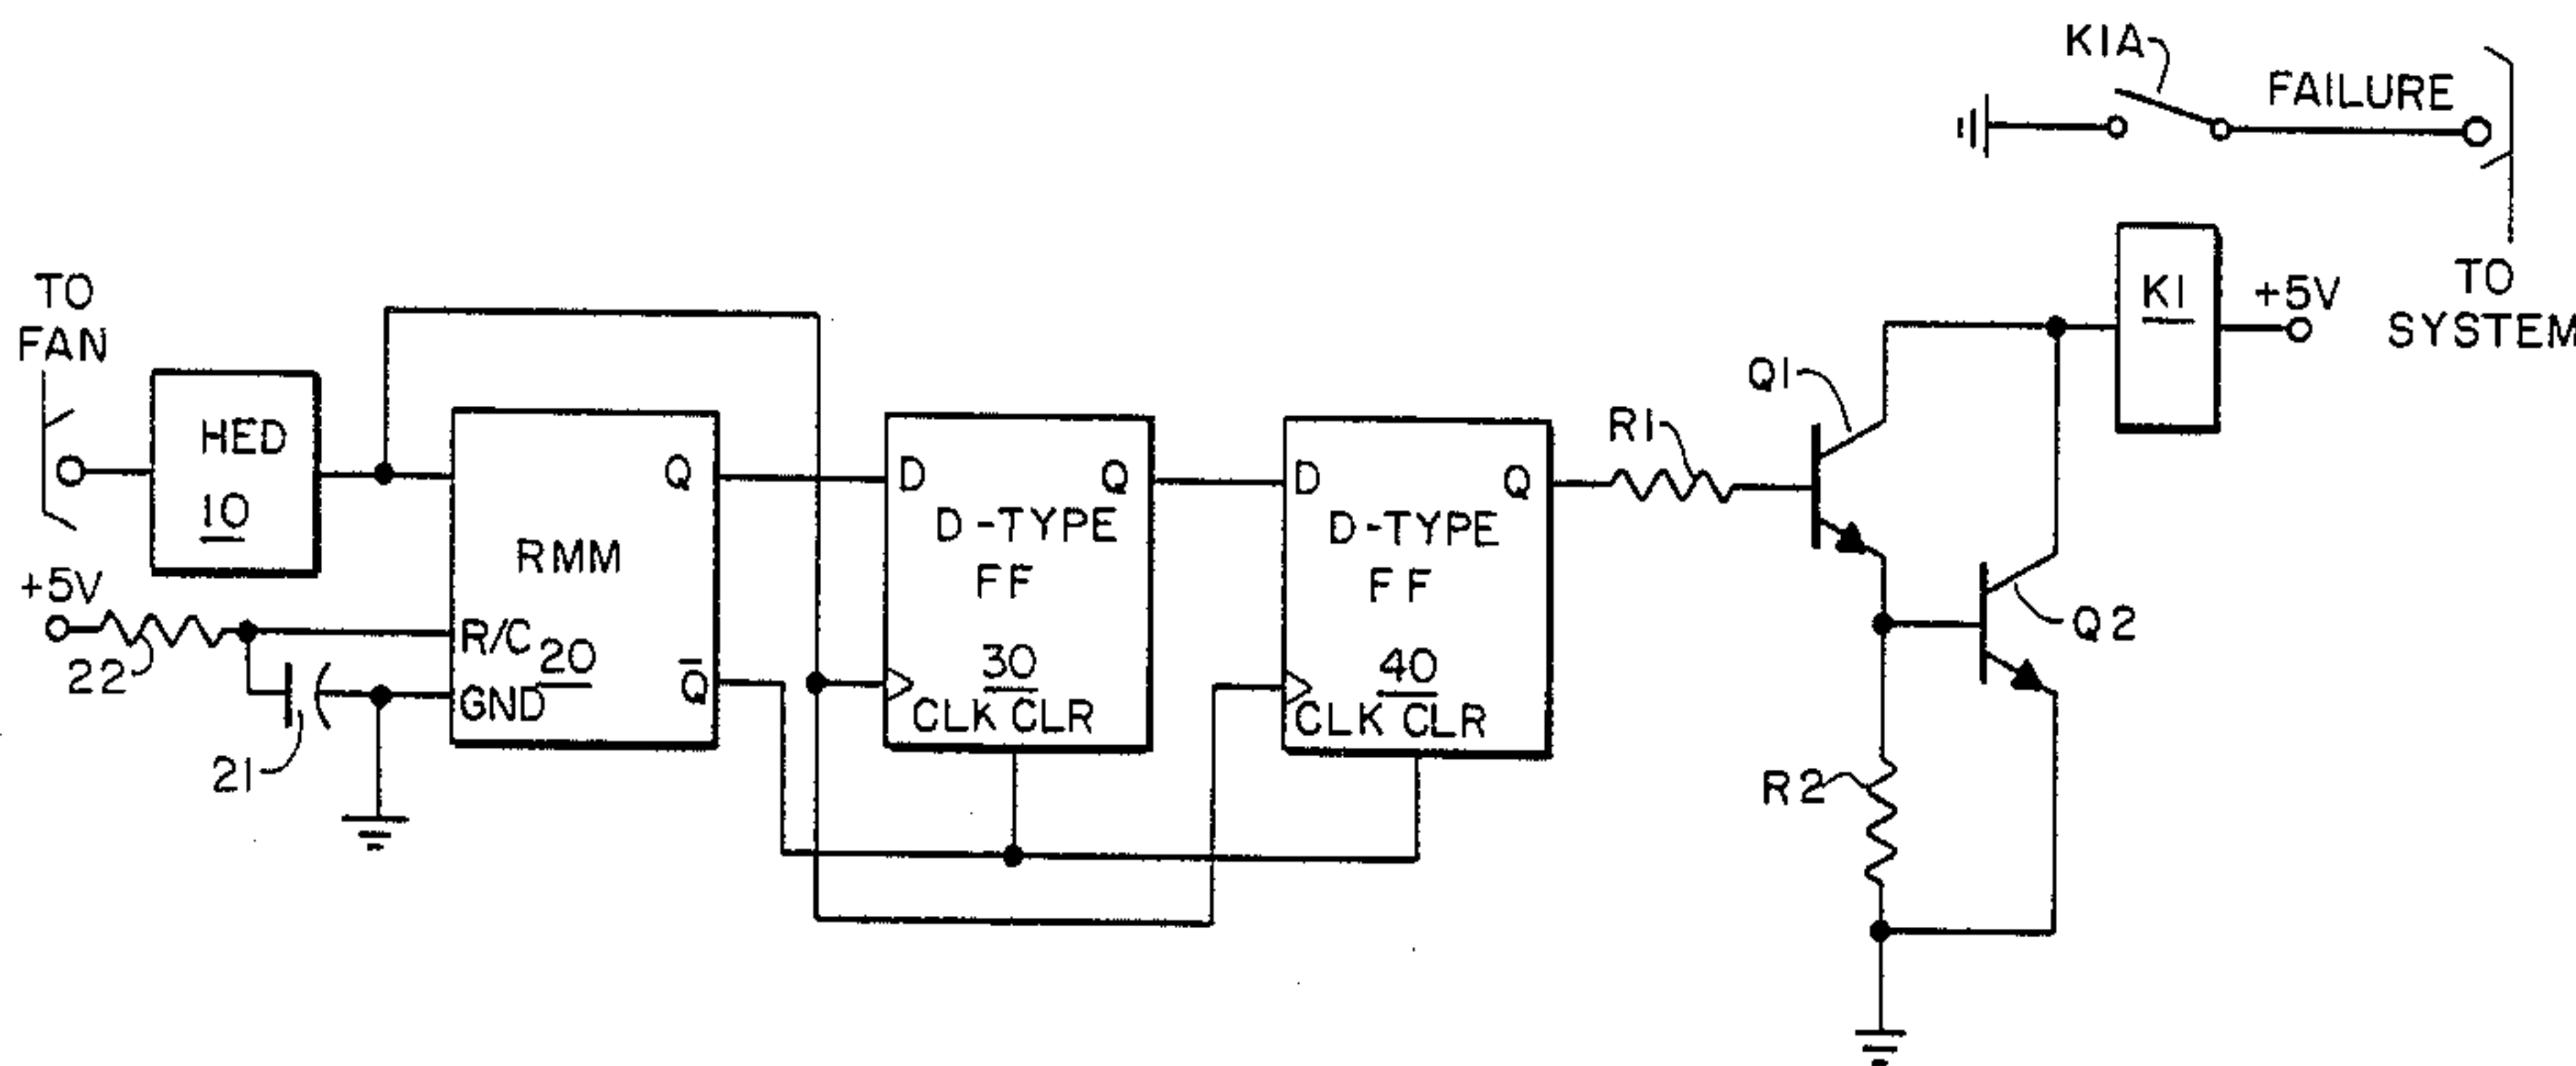 K1A
FAILURE
TO
SYSTEM
K1
+5V
TO
FAN
HED
10
+5V
22
21
RMM
Q
R/C
20
GND
Q̅
D
Q
D-TYPE
FF
30
CLK CLR
D
Q
D-TYPE
FF
40
CLK CLR
R1
Q1
Q2
R2